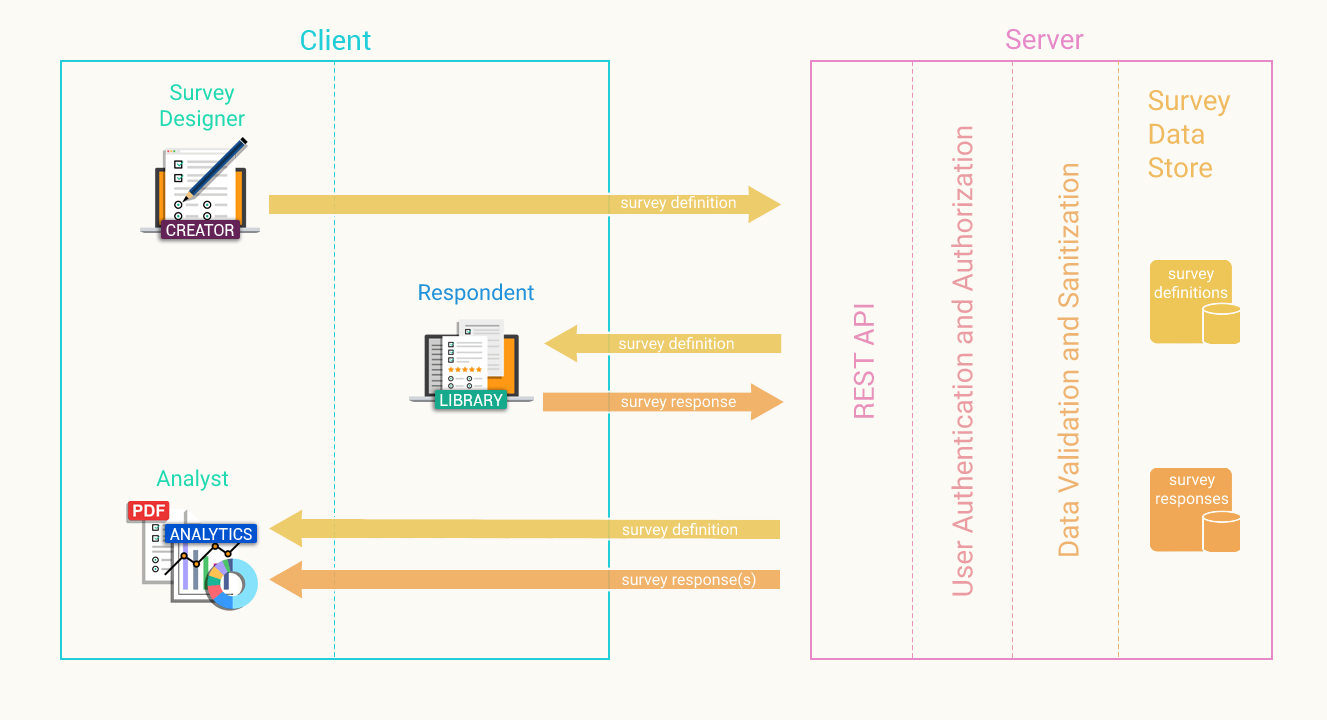 Client
Server
Survey
Designer
CREATOR
survey definition
Respondent
LIBRARY
survey definition
survey response
Analyst
PDF
ANALYTICS
survey definition
survey response(s)
REST API
User Authentication and Authorization
Data Validation and Sanitization
Survey
Data
Store
survey
definitions
survey
responses